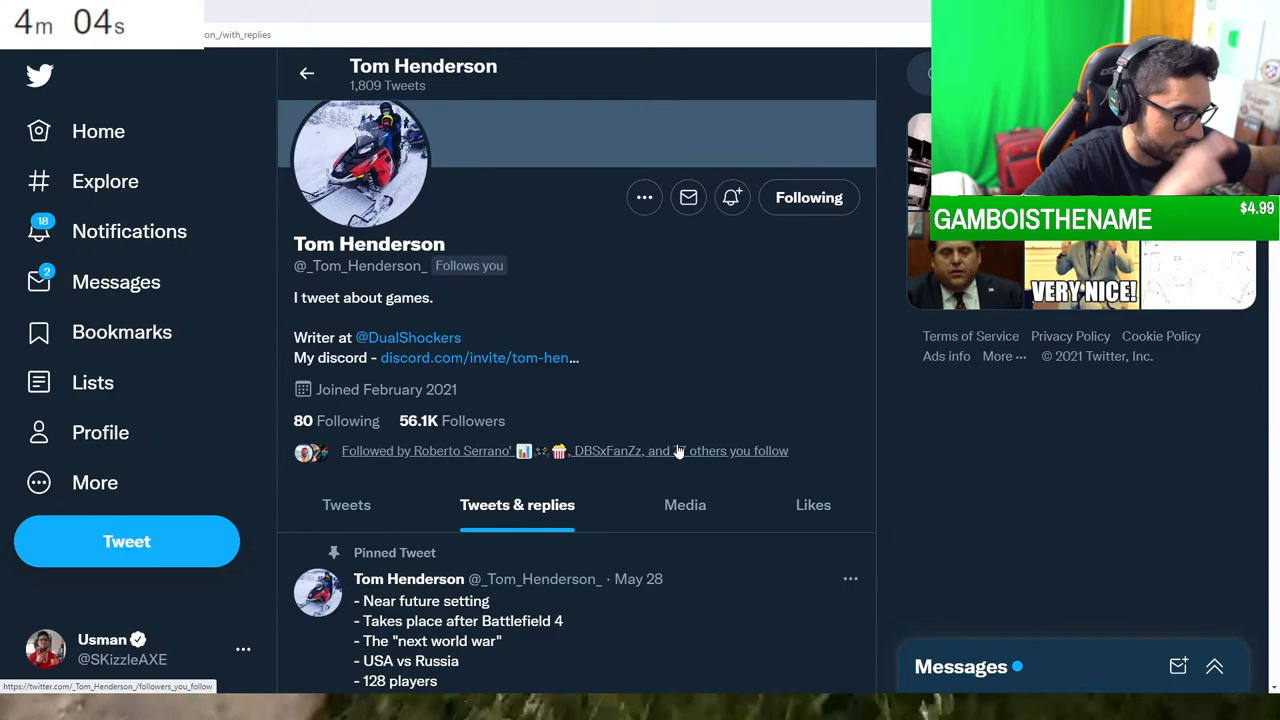 4m 04s
on_/with_replies
Tom Henderson
1,809 Tweets
Home
Explore
18
Notifications
2
Messages
Bookmarks
Lists
Profile
More
Tweet
Usman
@SKizzleAXE
https://twitter.com/_Tom_Henderson_/followers_you_follow
Following
Tom Henderson
@_Tom_Henderson_ Follows you
I tweet about games.
Writer at @DualShockers
My discord - discord.com/invite/tom-hen...
Joined February 2021
80 Following 56.1K Followers
Followed by Roberto Serrano' , DBSxFanZz, and others you follow
Tweets Tweets & replies Media Likes
Pinned Tweet
Tom Henderson @_Tom_Henderson_ · May 28
- Near future setting
- Takes place after Battlefield 4
- The "next world war"
- USA vs Russia
- 128 players
GAMBOISTHENAME $4.99
VERY NICE!
Terms of Service Privacy Policy Cookie Policy
Ads info More ··· © 2021 Twitter, Inc.
Messages